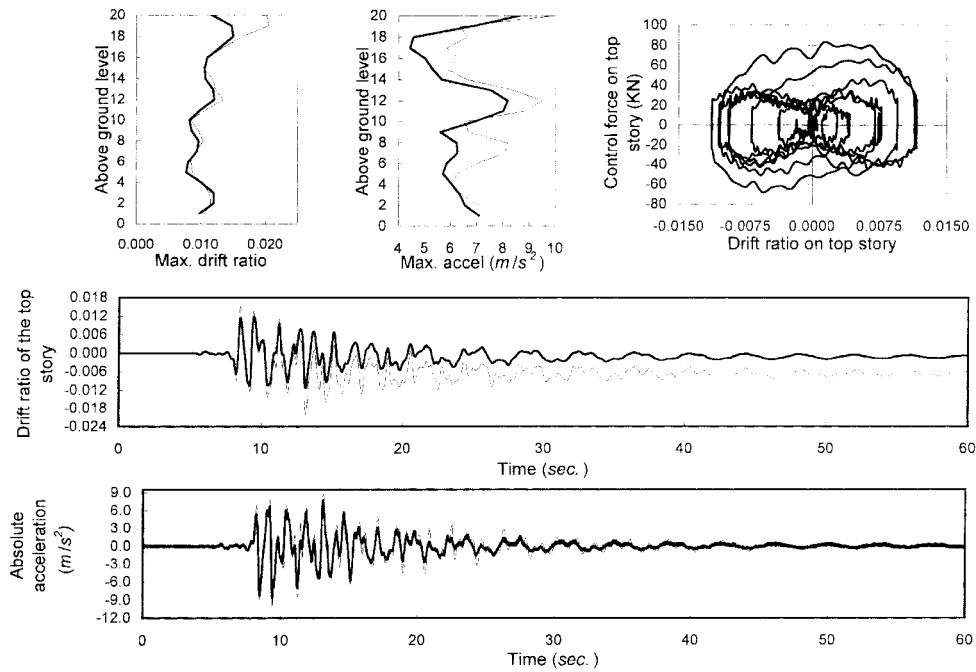 Above ground level
20
18
16
14
12
10
8
6
4
2
0
0.000 0.010 0.020
Max. drift ratio
Above ground level
20
18
16
14
12
10
8
6
4
2
0
4 5 6 7 8 9 10
Max. accel (m/s²)
Control force on top
story (KN)
100
80
60
40
20
0
-20
-40
-60
-80
-0.0150 -0.0075 0.0000 0.0075 0.0150
Drift ratio on top story
Drift ratio of the top
story
0.018
0.012
0.006
0.000
-0.006
-0.012
-0.018
-0.024
0 10 20 30 40 50 60
Time (sec.)
Absolute
acceleration
(m/s²)
9.0
6.0
3.0
0.0
-3.0
-6.0
-9.0
-12.0
0 10 20 30 40 50 60
Time (sec.)